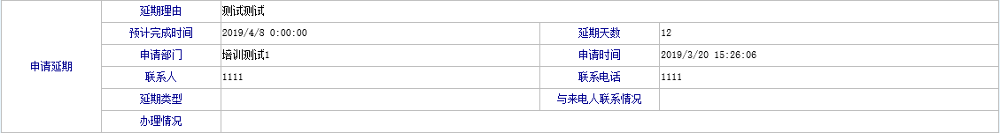 延期理由 测试测试
预计完成时间 2019/4/8 0:00:00 延期天数 12
申请部门 培训测试1 申请时间 2019/3/20 15:26:06
申请延期
联系人 1111 联系电话 1111
延期类型 与来电人联系情况
办理情况